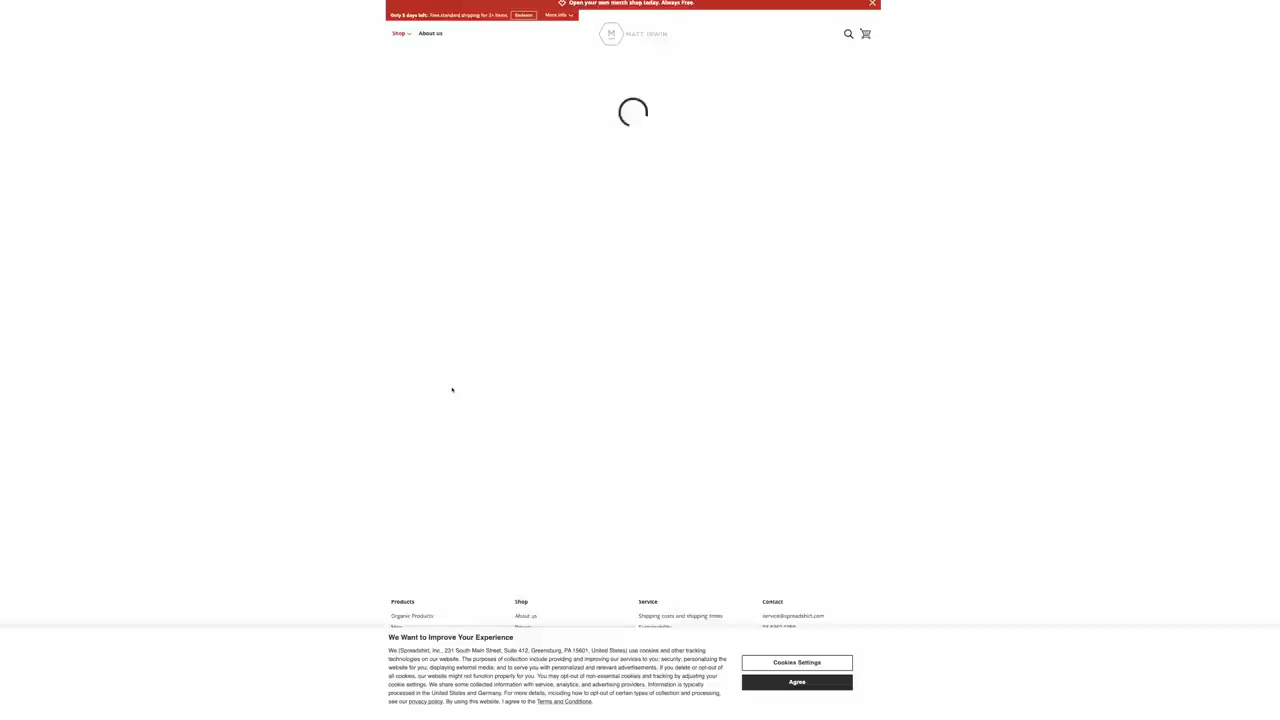 Open your own merch shop today. Always Free.
Only 5 days left: Free standard shipping for 2+ items. Redeem More info
Shop About us
M MATT IRWIN
Products Shop Service Contact
Organic Products About us Shipping costs and shipping times service@spreadshirt.com
We Want to Improve Your Experience
We (Spreadshirt, Inc., 231 South Main Street, Suite 412, Greensburg, PA 15601, United States) use cookies and other tracking
technologies on our website. The purposes of collection include providing and improving our services to you; security; personalizing the
website for you; displaying external media; and to serve you with personalized and relevant advertisements. If you delete or opt-out of
all cookies, our website might not function properly for you. You may opt-out of non-essential cookies and tracking by adjusting your
cookie settings. We share some collected information with service, analytics, and advertising providers. Information is typically
processed in the United States and Germany. For more details, including how to opt-out of certain types of collection and processing,
see our privacy policy. By using this website, I agree to the Terms and Conditions.
Cookies Settings
Agree